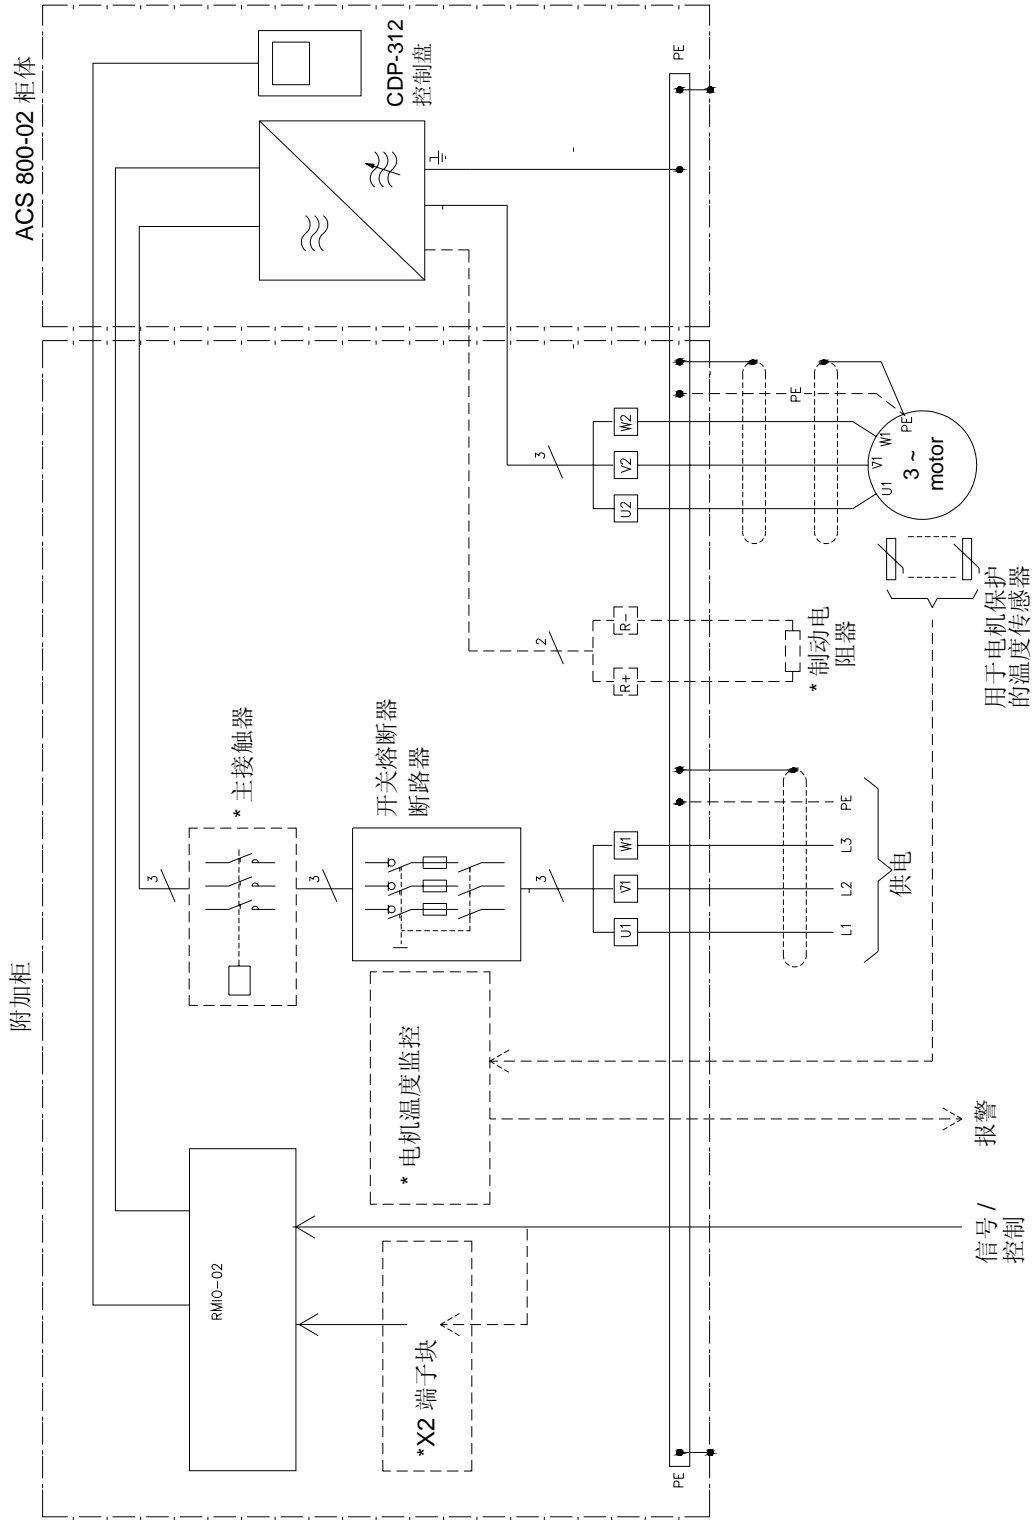 附加柜
ACS 800-02 柜体
RMIO-02
* 主接触器
CDP-312
控制盘
3
3
开关熔断器
断路器
*X2 端子块
* 电机温度监控
3
2
3
U1
V1
W1
R+
R-
U2
V2
W2
PE
PE
PE
L1
L2
L3
PE
供电
* 制动电
阻器
U1
V1
W1
PE
3 ~
motor
信号 /
控制
报警
用于电机保护
的温度传感器